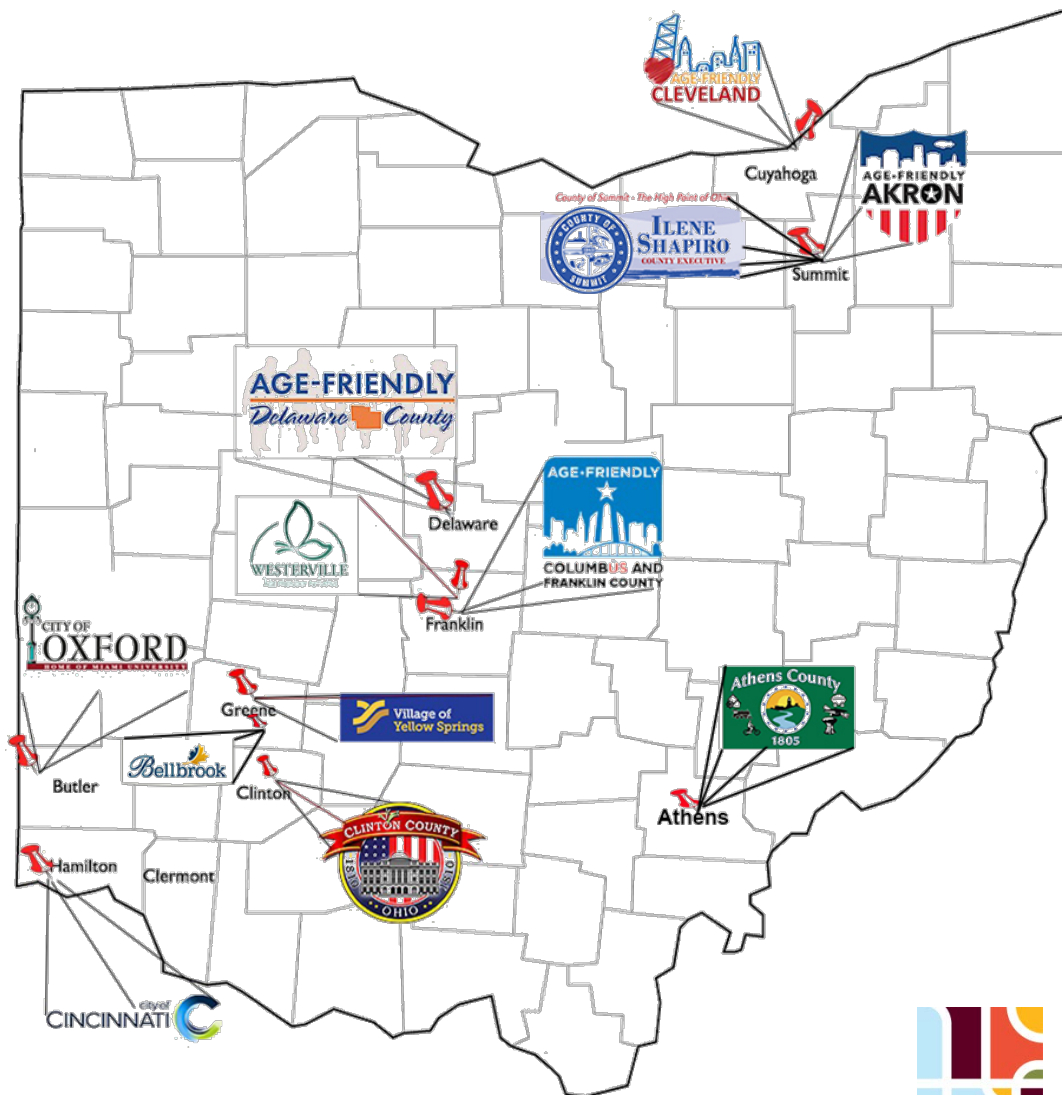 AGE-FRIENDLY
CLEVELAND
Cuyahoga
AGE-FRIENDLY
AKRON
County of Summit - The High Point of Ohio
COUNTY OF
SUMMIT
ILENE
SHAPIRO
COUNTY EXECUTIVE
Summit
AGE-FRIENDLY
Delaware County
Delaware
AGE-FRIENDLY
COLUMBUS AND
FRANKLIN COUNTY
WESTERVILLE
Franklin
CITY OF
OXFORD
HOME OF MIAMI UNIVERSITY
Greene
Village of
Yellow Springs
Athens County
1805
Bellbrook
Butler
Clinton
CLINTON COUNTY
1810 1810
OHIO
Athens
Hamilton
Clermont
city of
CINCINNATI